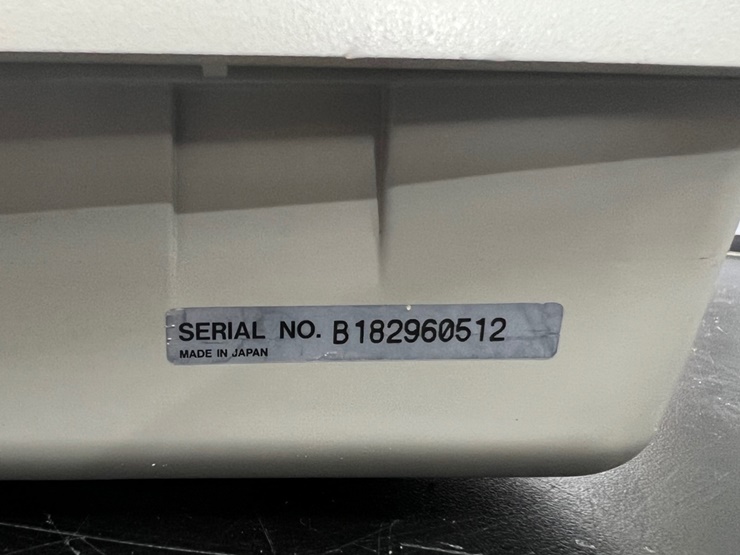 SERIAL NO. B182960512
MADE IN JAPAN